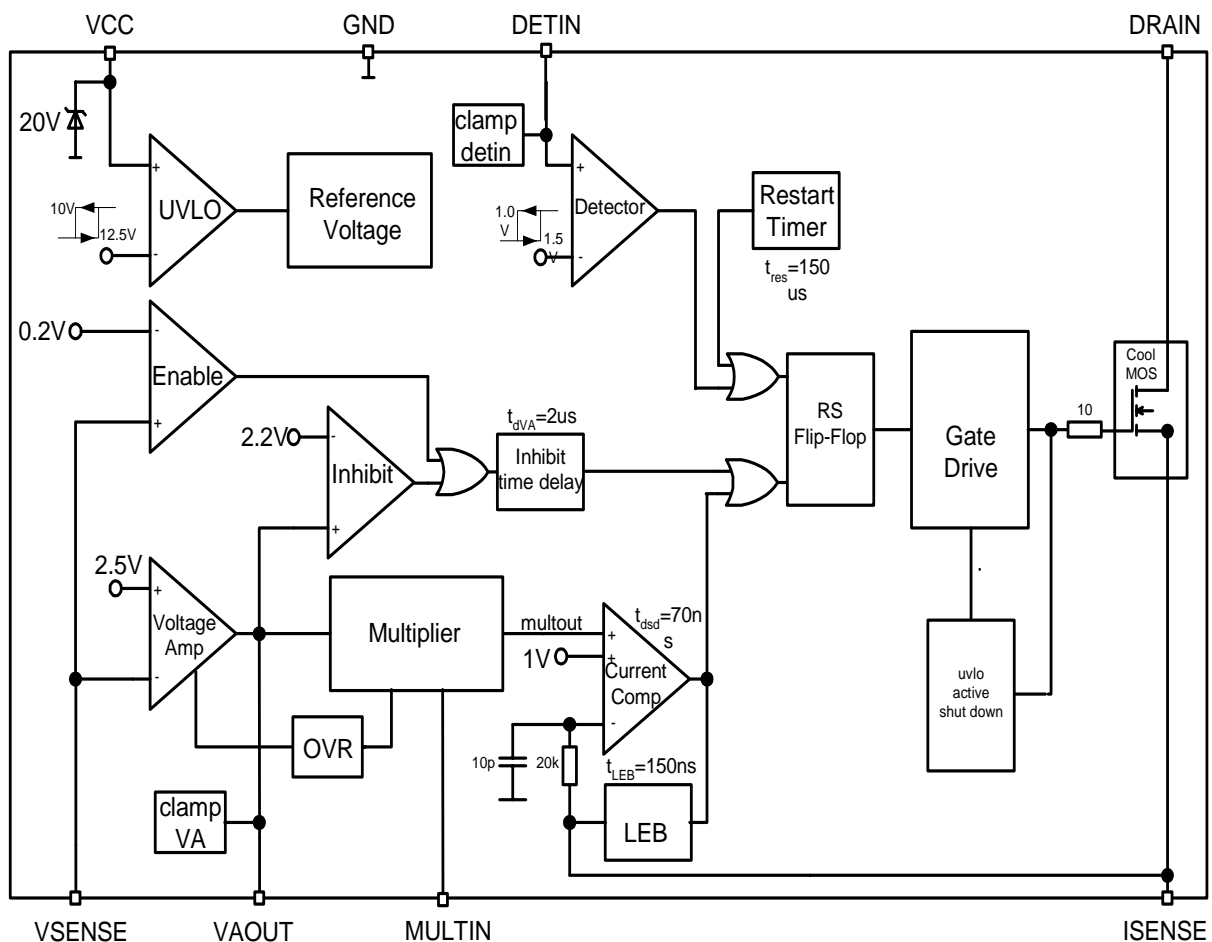 VCC
GND
DETIN
DRAIN
20V
clamp
detin
+
UVLO
-
10V
12.5V
Reference
Voltage
+
Detector
-
1.0
V
1.5
V
Restart
Timer
tres=150
us
0.2V
-
Enable
+
2.2V
-
Inhibit
+
tdVA=2us
Inhibit
time delay
RS
Flip-Flop
Gate
Drive
10
Cool
MOS
2.5V
+
Voltage
Amp
-
Multiplier
multout
1V
+
+
tdsd=70n
s
Current
Comp
-
uvlo
active
shut down
OVR
10p
20k
tLEB=150ns
LEB
clamp
VA
VSENSE
VAOUT
MULTIN
ISENSE